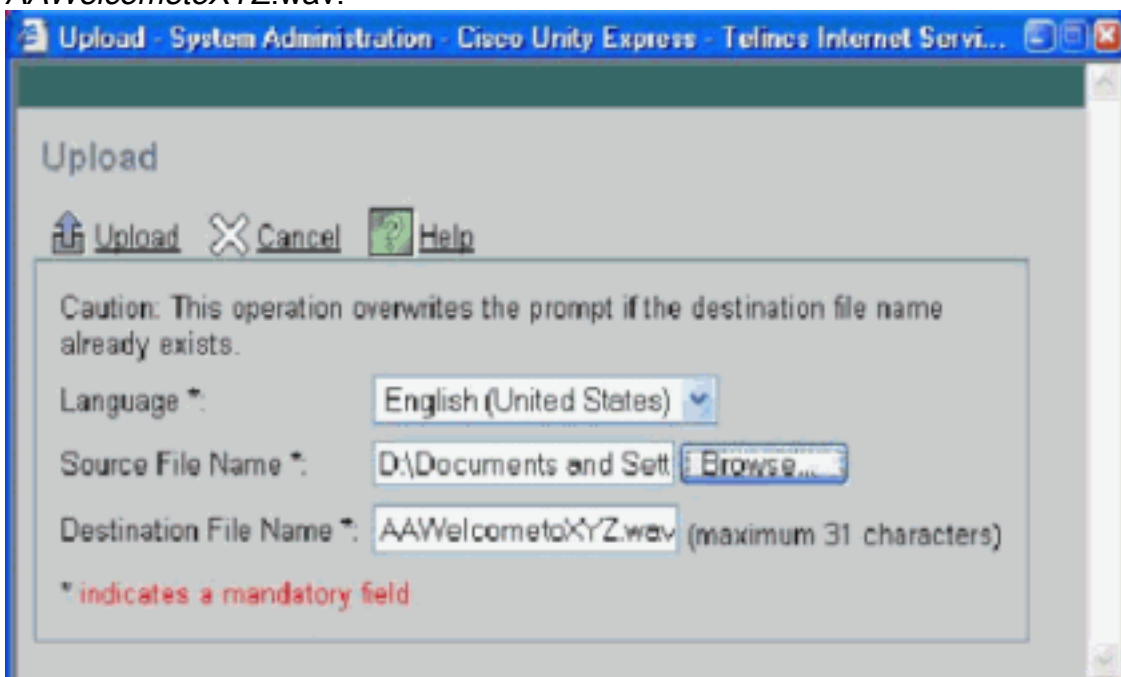 AAWelcometoXYZ.wav.
Upload - System Administration - Cisco Unity Express - Telincs Internet Servi...
Upload
Upload Cancel Help
Caution: This operation overwrites the prompt if the destination file name
already exists.
Language *:
English (United States)
Source File Name *:
D:\Documents and Sett Browse...
Destination File Name *:
AAWelcometoXYZ.wav (maximum 31 characters)
* indicates a mandatory field